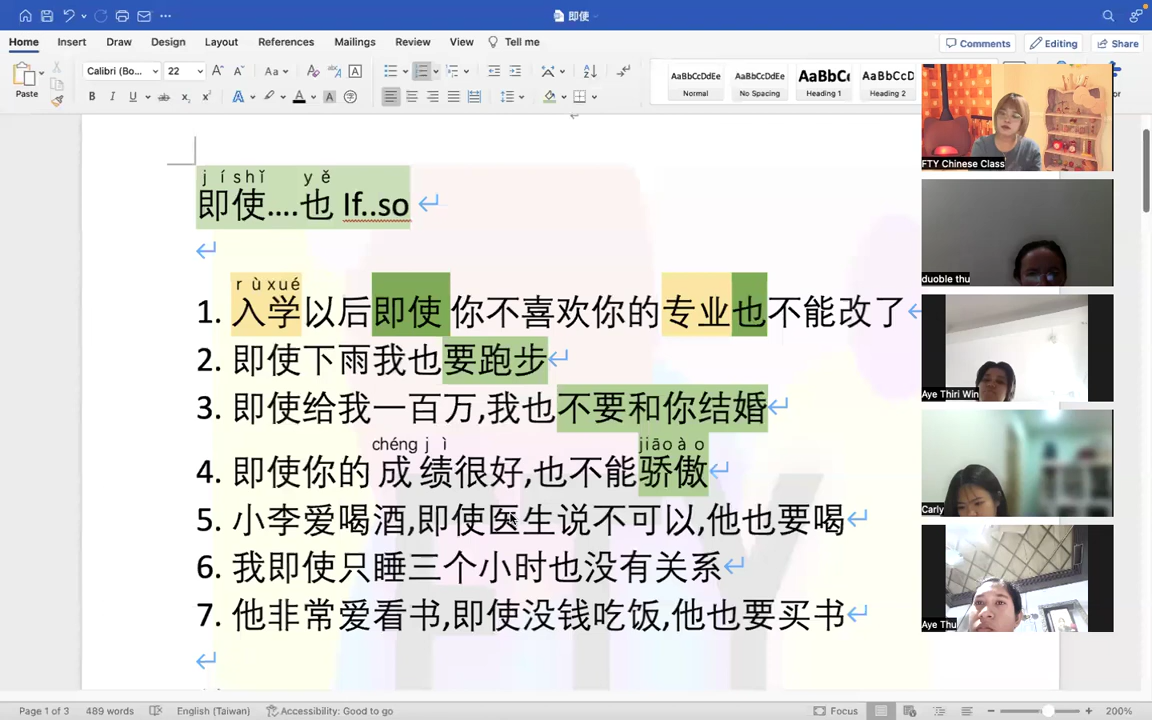 即使
Home Insert Draw Design Layout References Mailings Review View Tell me Comments Editing Share
Calibri (Bo... 22 Aa
Paste
AaBbCcDdEe AaBbCcDdEe AaBbC AaBbCcD
Normal No Spacing Heading 1 Heading 2
jíshǐ yě
即使....也 If..so
rùxué
1. 入学以后即使 你不喜欢你的专业也不能改了
2. 即使下雨我也要跑步
3. 即使给我一百万,我也不要和你结婚
chéng jì jiāoào
4. 即使你的 成 绩很好,也不能骄傲
5. 小李爱喝酒,即使医生说不可以,他也要喝
6. 我即使只睡三个小时也没有关系
7. 他非常爱看书,即使没钱吃饭,他也要买书
FTY Chinese Class
duoble thu
Aye Thiri Win
Carly
Aye Thu
FTY
Page 1 of 3 489 words English (Taiwan) Accessibility: Good to go Focus 200%